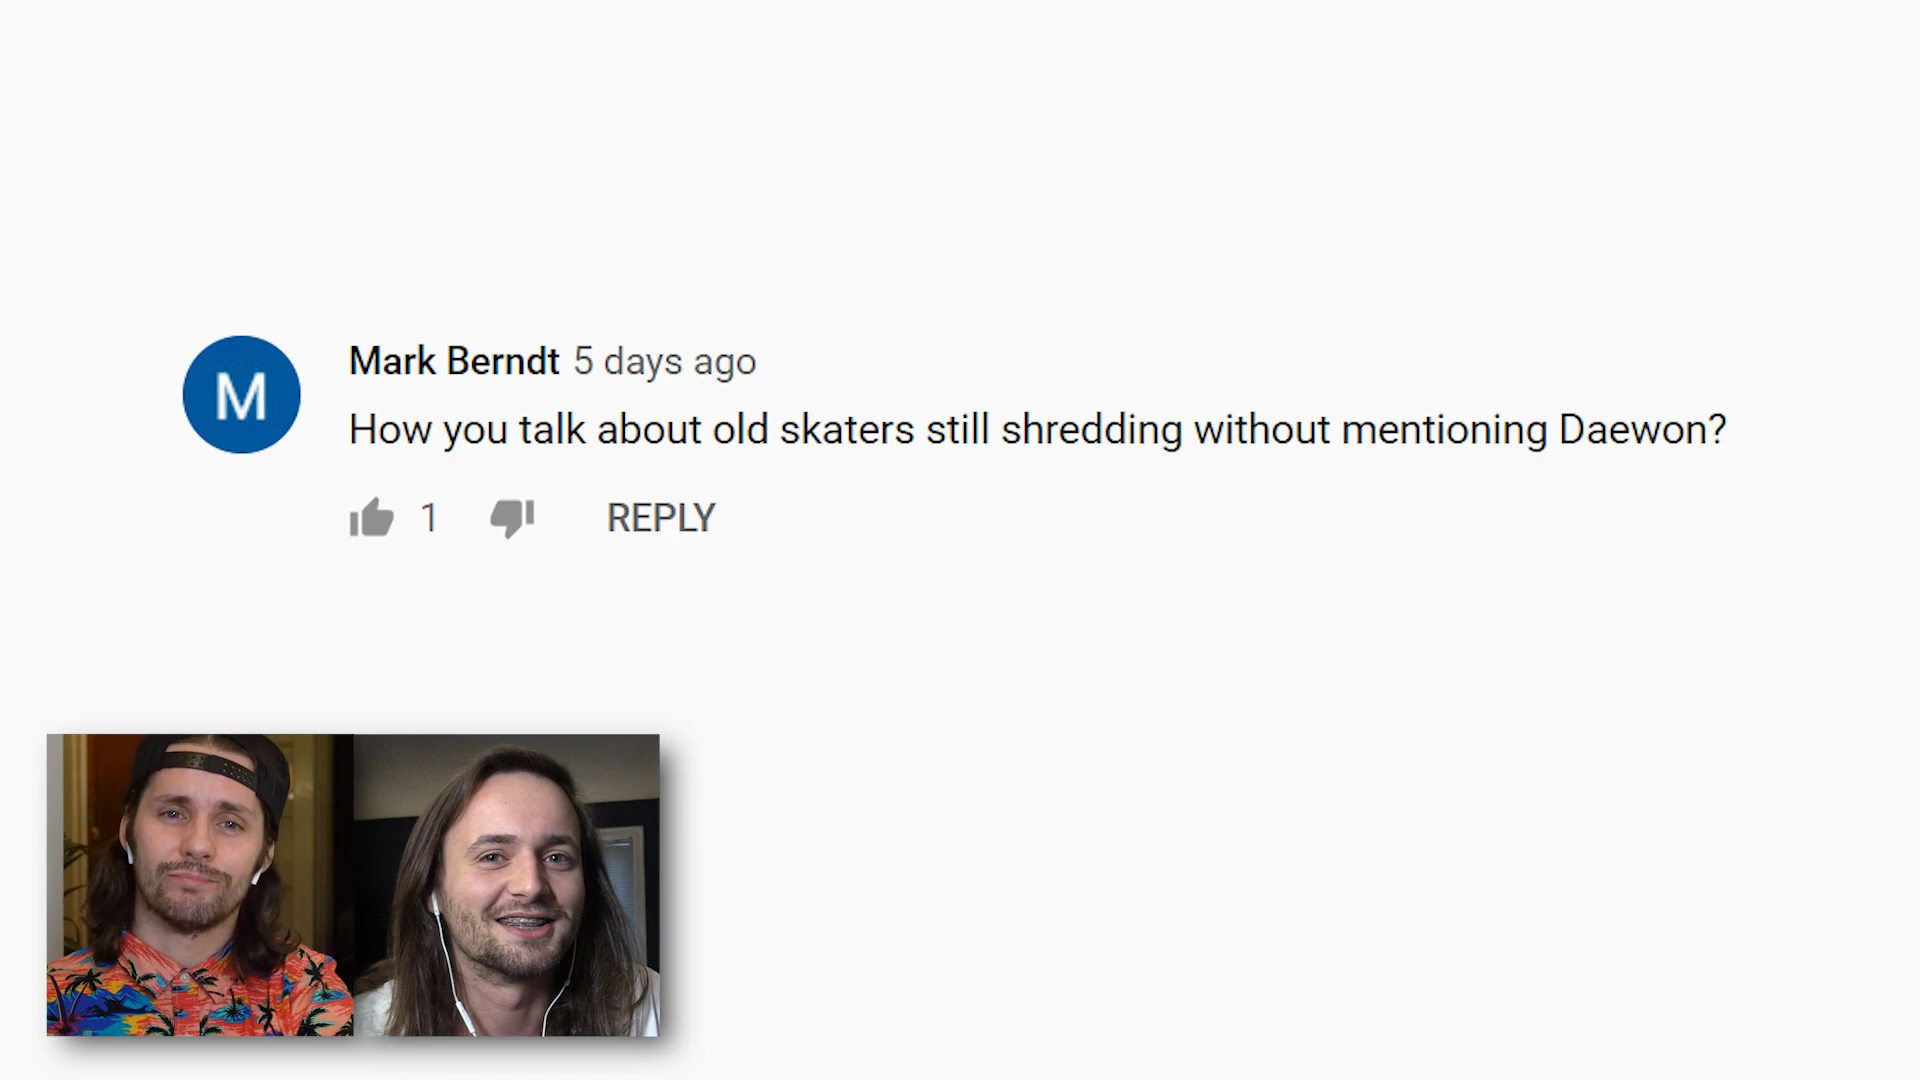 M
Mark Berndt 5 days ago
How you talk about old skaters still shredding without mentioning Daewon?
1 REPLY